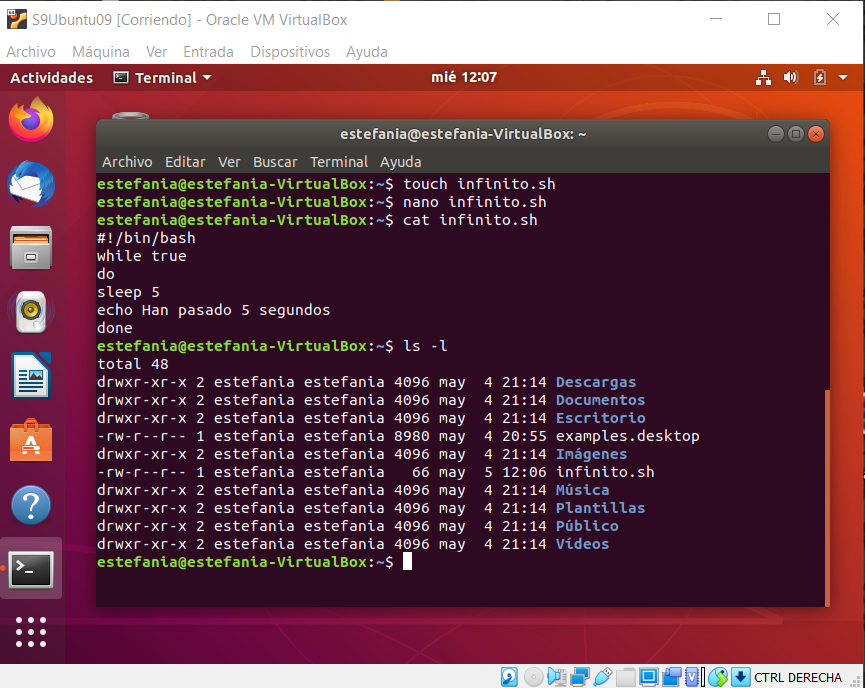 S9Ubuntu09 [Corriendo] - Oracle VM VirtualBox
Archivo Máquina Ver Entrada Dispositivos Ayuda
Actividades Terminal mié 12:07
estefania@estefania-VirtualBox: ~
Archivo Editar Ver Buscar Terminal Ayuda
estefania@estefania-VirtualBox:~$ touch infinito.sh
estefania@estefania-VirtualBox:~$ nano infinito.sh
estefania@estefania-VirtualBox:~$ cat infinito.sh
#!/bin/bash
while true
do
sleep 5
echo Han pasado 5 segundos
done
estefania@estefania-VirtualBox:~$ ls -l
total 48
drwxr-xr-x 2 estefania estefania 4096 may  4 21:14 Descargas
drwxr-xr-x 2 estefania estefania 4096 may  4 21:14 Documentos
drwxr-xr-x 2 estefania estefania 4096 may  4 21:14 Escritorio
-rw-r--r-- 1 estefania estefania 8980 may  4 20:55 examples.desktop
drwxr-xr-x 2 estefania estefania 4096 may  4 21:14 Imágenes
-rw-r--r-- 1 estefania estefania   66 may  5 12:06 infinito.sh
drwxr-xr-x 2 estefania estefania 4096 may  4 21:14 Música
drwxr-xr-x 2 estefania estefania 4096 may  4 21:14 Plantillas
drwxr-xr-x 2 estefania estefania 4096 may  4 21:14 Público
drwxr-xr-x 2 estefania estefania 4096 may  4 21:14 Vídeos
estefania@estefania-VirtualBox:~$
CTRL DERECHA